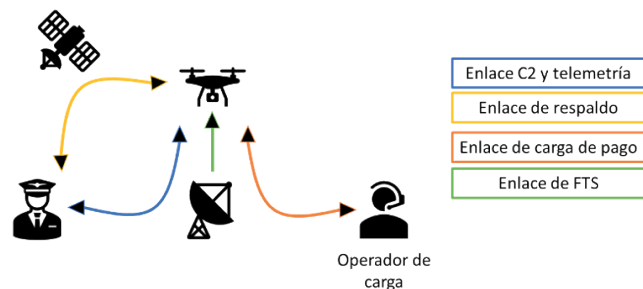 Enlace C2 y telemetría
Enlace de respaldo
Enlace de carga de pago
Enlace de FTS
Operador de
carga